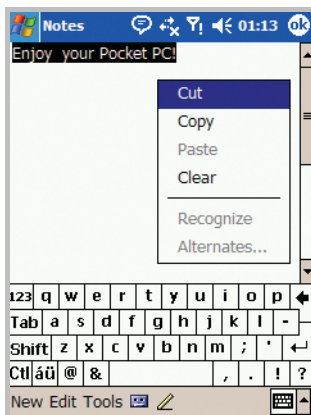 Notes 01:13 ok
Enjoy  your Pocket PC!
Cut
Copy
Paste
Clear
Recognize
Alternates...
123 q w e r t y u i o p
Tab a s d f g h j k l -
Shift z x c v b n m ; '
Ctl áü @ & , . ! ?
New Edit Tools